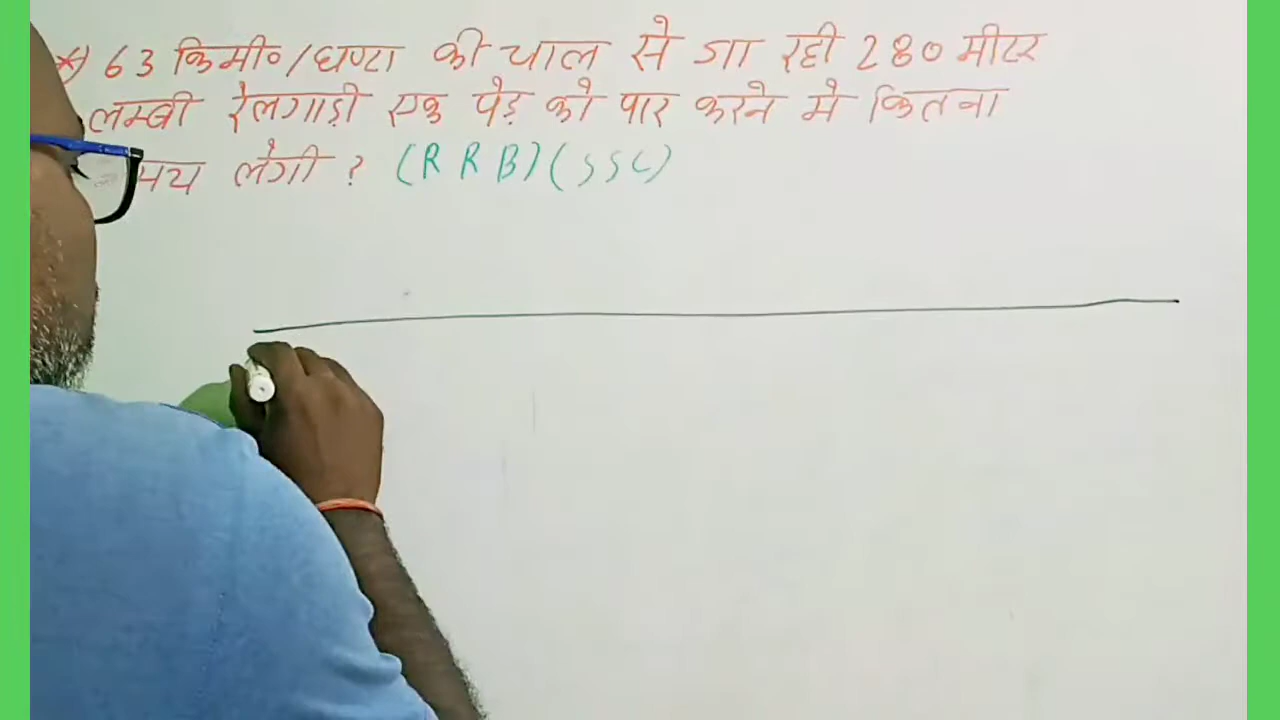 *) 63 किमी०/घण्टा की चाल से जा रही 280 मीटर
लम्बी रेलगाड़ी एक पेड़ को पार करने मे कितना
लेगी ? (RRB)(SSC)